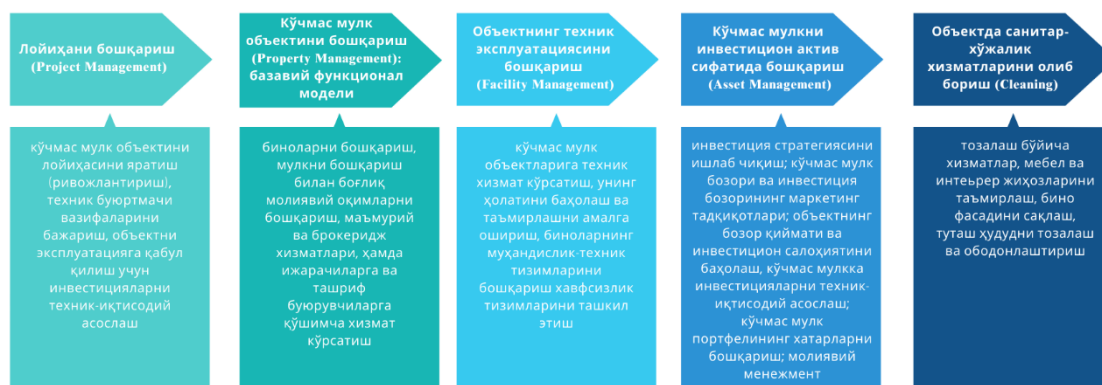 Лойиҳани бошқариш
(Project Management)
кўчмас мулк объектини
лойиҳасини яратиш
(ривожлантириш),
техник буюртмачи
вазифаларини
бажариш, объектни
эксплуатацияга қабул
қилиш учун
инвестицияларни
техник-иқтисодий
асослаш
Кўчмас мулк
объектини бошқариш
(Property Management):
базавий функционал
модели
биноларни бошқариш,
мулкни бошқариш
билан боғлиқ
молиявий оқимларни
бошқариш, маъмурий
ва брокеридж
хизматлари, ҳамда
ижарачиларга ва
ташриф
буюрувчиларга
қўшимча хизмат
кўрсатиш
Объектнинг техник
эксплуатациясини
бошқариш
(Facility Management)
кўчмас мулк
объектларига техник
хизмат кўрсатиш, унинг
ҳолатини баҳолаш ва
таъмирлашни амалга
ошириш, биноларнинг
муҳандислик-техник
тизимларини
бошқариш хавфсизлик
тизимларини ташкил
этиш
Кўчмас мулкни
инвестицион актив
сифатида бошқариш
(Asset Management)
инвестиция стратегиясини
ишлаб чиқиш; кўчмас мулк
бозори ва инвестиция
бозорининг маркетинг
тадқиқотлари; объектнинг
бозор қиймати ва
инвестицион салоҳиятини
баҳолаш, кўчмас мулкка
инвестицияларни техник-
иқтисодий асослаш;
кўчмас мулк
портфелининг хатарларни
бошқариш; молиявий
менежмент
Объектда санитар-
хўжалик
хизматларини олиб
бориш (Cleaning)
тозалаш бўйича
хизматлар, мебел ва
интеьрер жиҳозларини
таъмирлаш, бино
фасадини сақлаш,
туташ ҳудудни тозалаш
ва ободонлаштириш